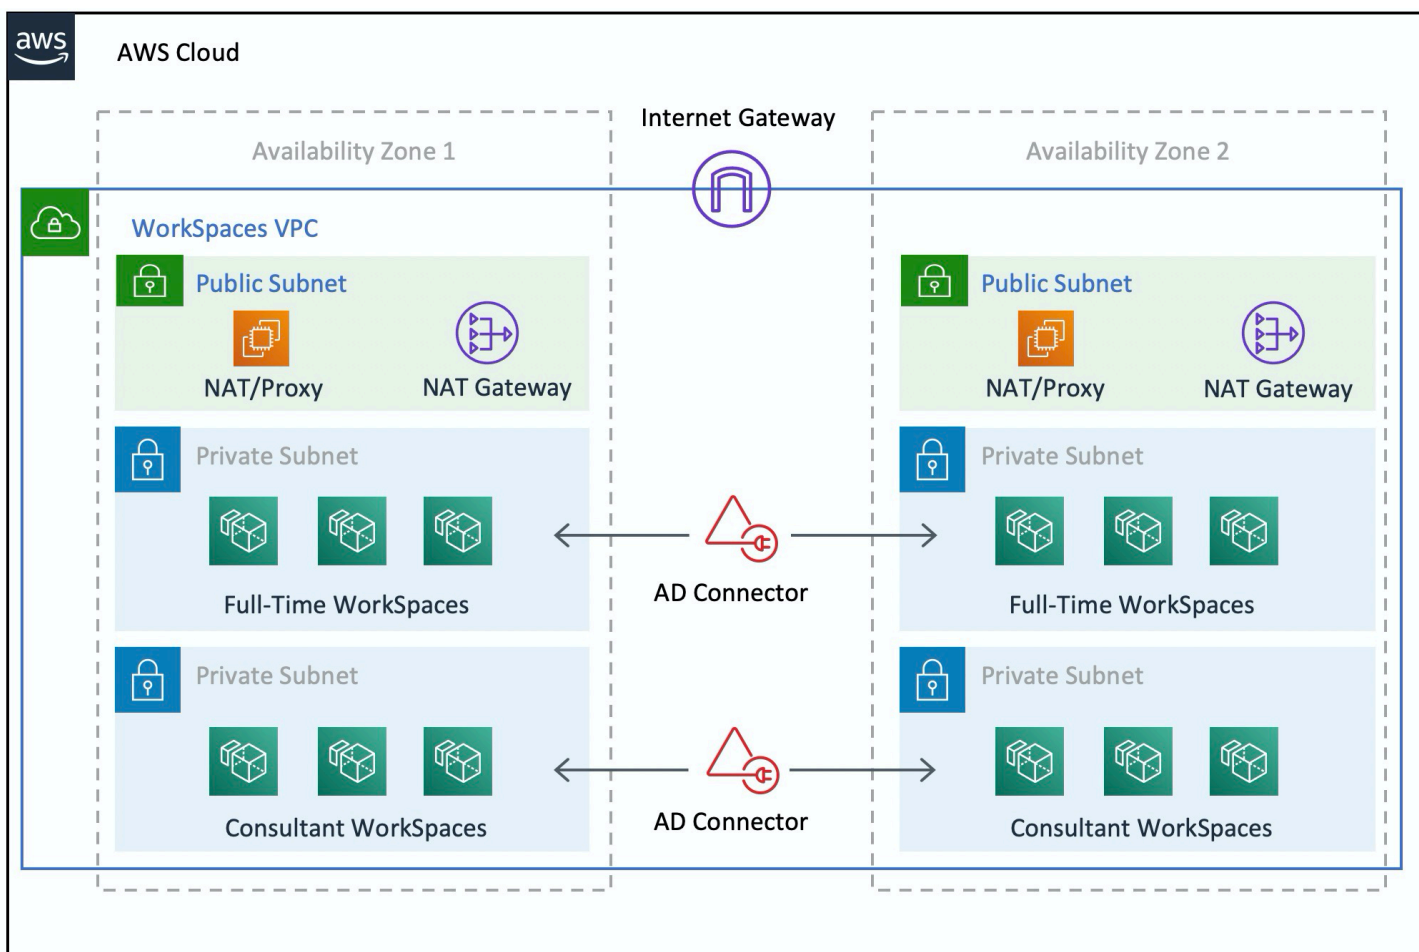 aws
AWS Cloud
Internet Gateway
Availability Zone 1
Availability Zone 2
WorkSpaces VPC
Public Subnet
NAT/Proxy
NAT Gateway
Public Subnet
NAT/Proxy
NAT Gateway
Private Subnet
Full-Time WorkSpaces
AD Connector
Private Subnet
Full-Time WorkSpaces
Private Subnet
Consultant WorkSpaces
AD Connector
Private Subnet
Consultant WorkSpaces